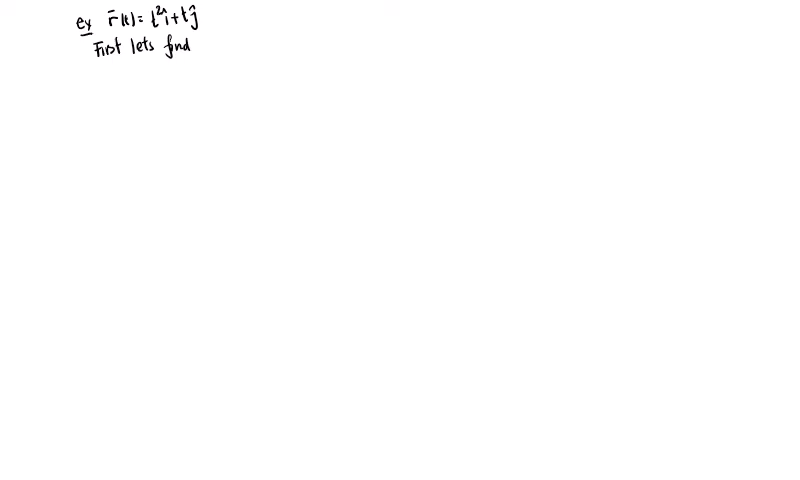 ex r̄(t) = t²î + tĵ
First lets find